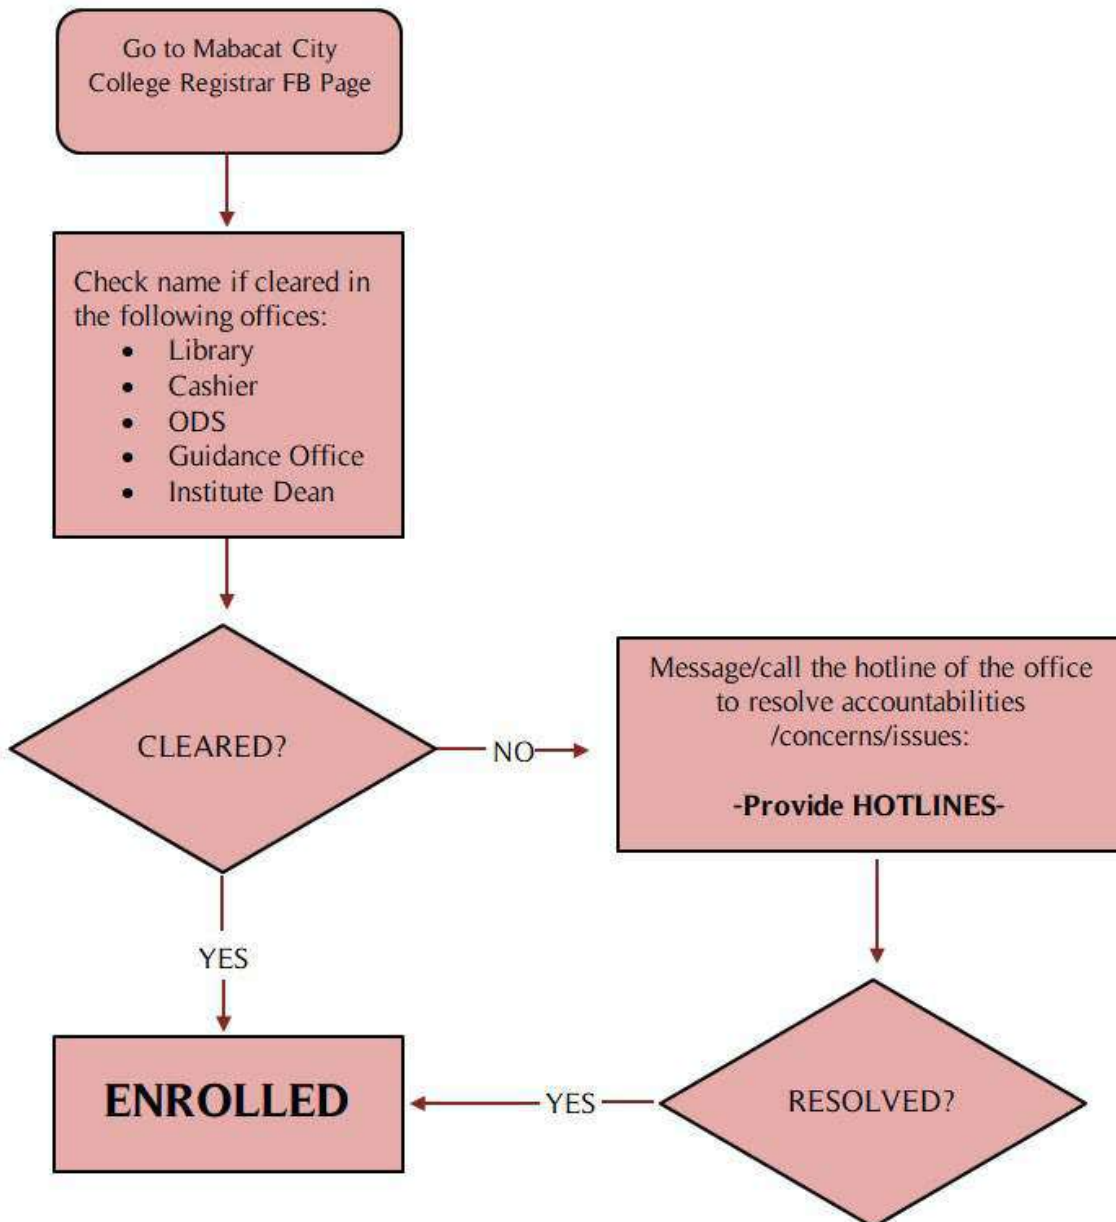 Go to Mabacat City
College Registrar FB Page
Check name if cleared in
the following offices:
• Library
• Cashier
• ODS
• Guidance Office
• Institute Dean
CLEARED?
NO
Message/call the hotline of the office
to resolve accountabilities
/concerns/issues:
-Provide HOTLINES-
YES
ENROLLED
YES
RESOLVED?